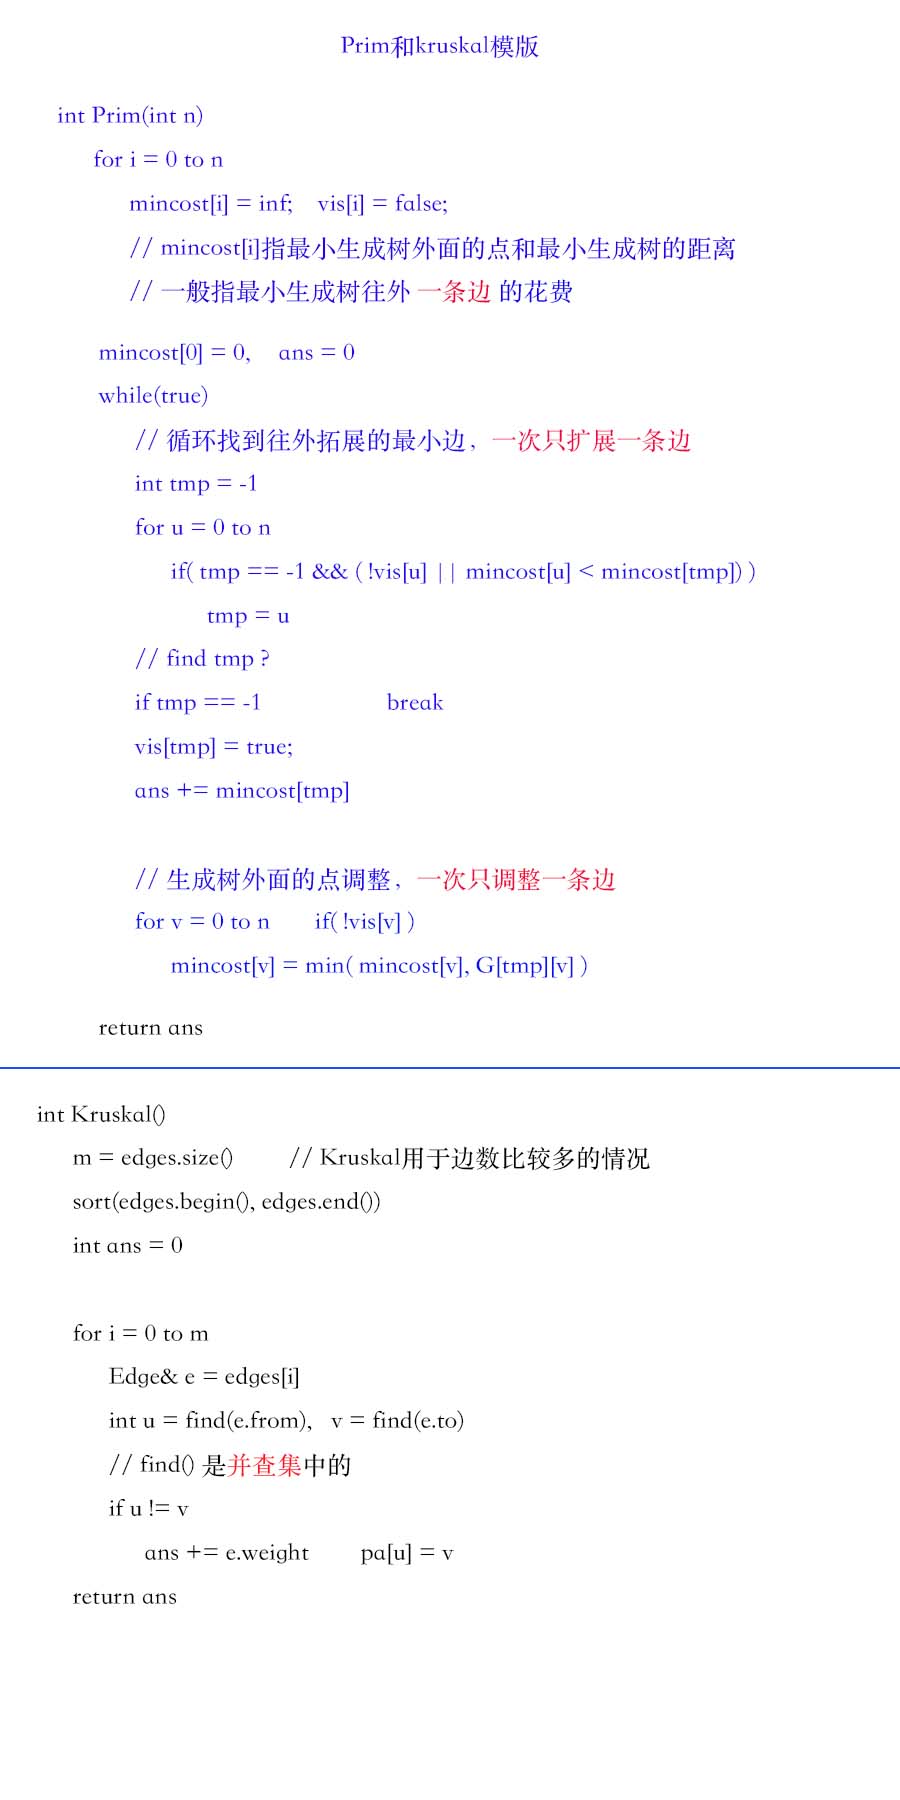 Prim和kruskal模版
int Prim(int n)
for i = 0 to n
mincost[i] = inf; vis[i] = false;
// mincost[i]指最小生成树外面的点和最小生成树的距离
// 一般指最小生成树往外 一条边 的花费
mincost[0] = 0, ans = 0
while(true)
// 循环找到往外拓展的最小边，一次只扩展一条边
int tmp = -1
for u = 0 to n
if( tmp == -1 && ( !vis[u] || mincost[u] < mincost[tmp]) )
tmp = u
// find tmp ?
if tmp == -1 break
vis[tmp] = true;
ans += mincost[tmp]
// 生成树外面的点调整，一次只调整一条边
for v = 0 to n if( !vis[v] )
mincost[v] = min( mincost[v], G[tmp][v] )
return ans
int Kruskal()
m = edges.size() // Kruskal用于边数比较多的情况
sort(edges.begin(), edges.end())
int ans = 0
for i = 0 to m
Edge& e = edges[i]
int u = find(e.from), v = find(e.to)
// find() 是并查集中的
if u != v
ans += e.weight pa[u] = v
return ans